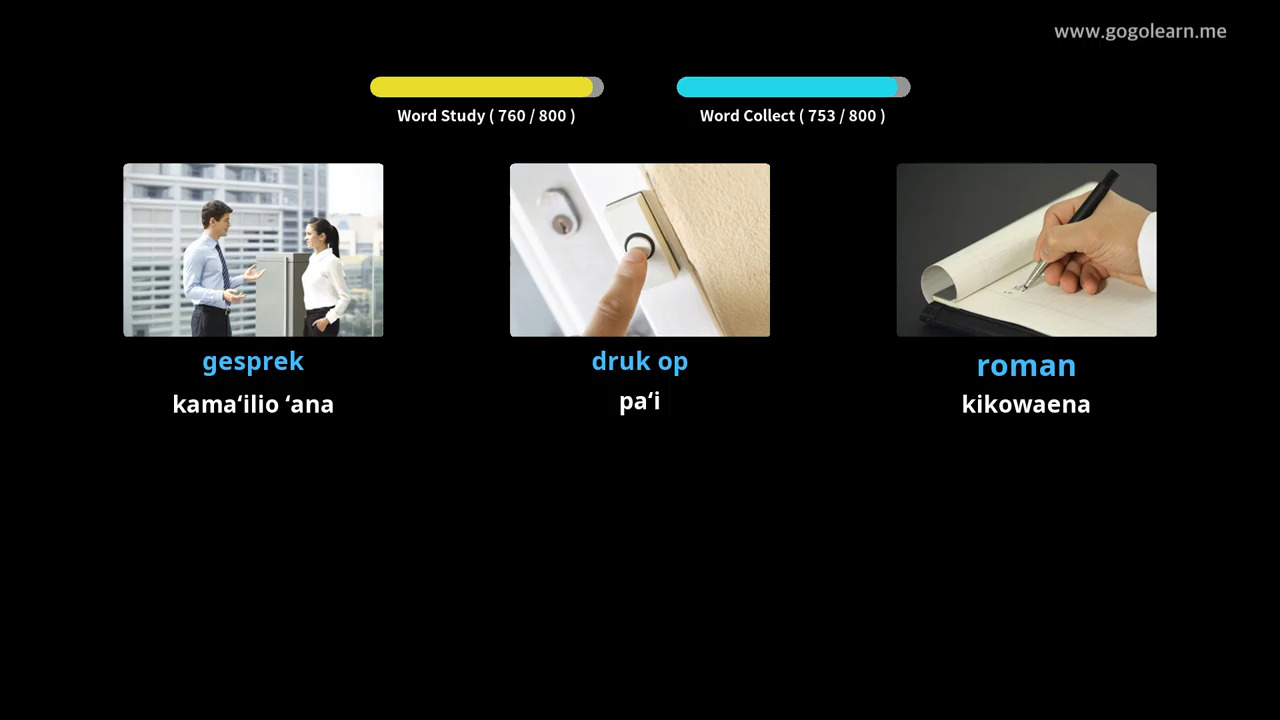 www.gogolearn.me
Word Study ( 760 / 800 )
Word Collect ( 753 / 800 )
gesprek
druk op
roman
kamaʻilio ʻana
paʻi
kikowaena